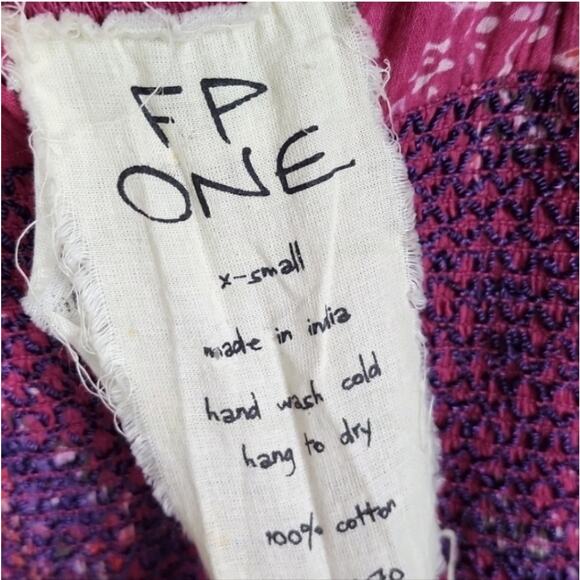 FP
ONE
x-small
made in india
hand wash cold
hang to dry
100% cotton